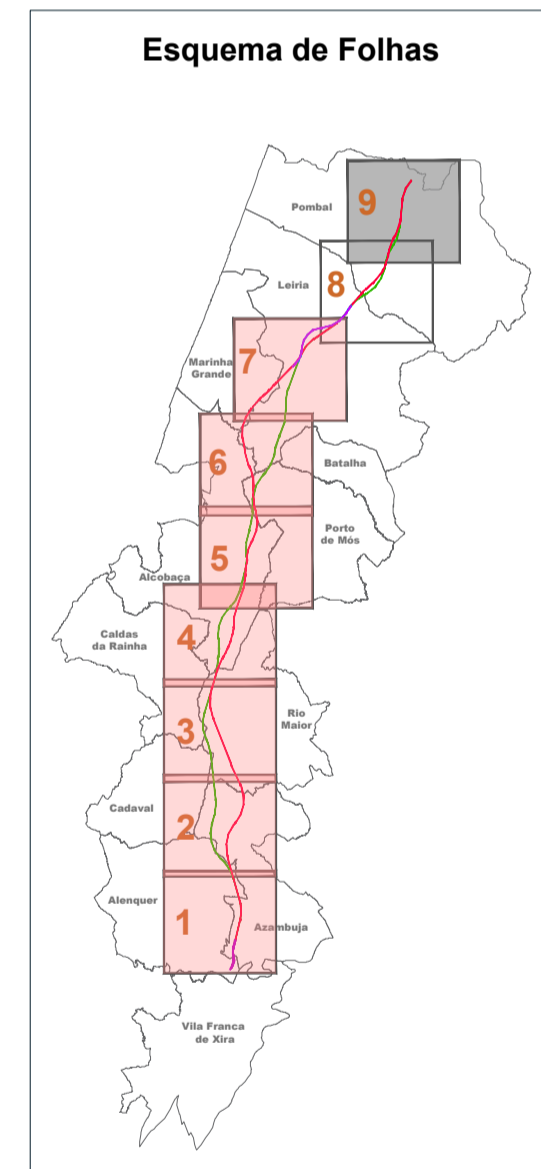 Esquema de Folhas
9
Pombal
8
Leiria
7
Marinha
Grande
6
Batalha
Porto
de Mós
5
Alcobaça
4
Caldas
da Rainha
Rio
Maior
3
Cadaval
2
Alenquer
1
Azambuja
Vila Franca
de Xira